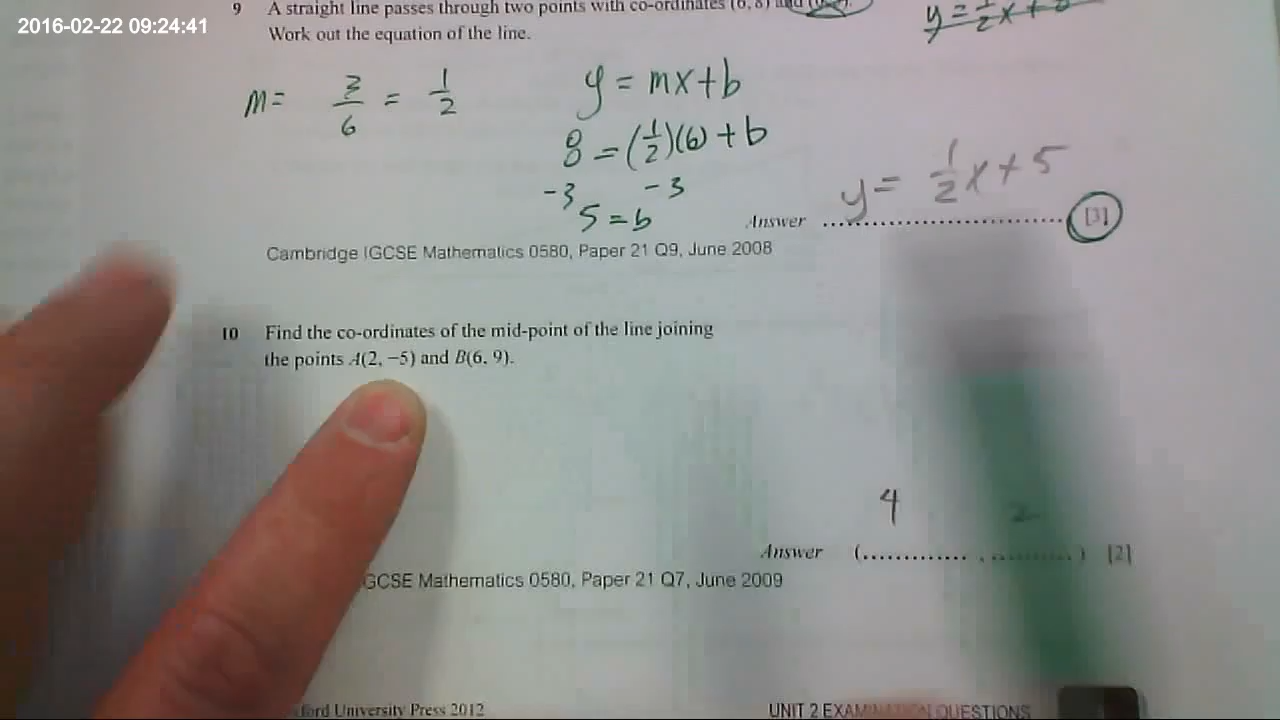 2016-02-22 09:24:41
9 A straight line passes through two points with co-ordinates (6, 8) and
Work out the equation of the line.
m= 3/6 = 1/2
y = mx+b
8 = (1/2)(6) + b
-3 -3
5 = b
y = 1/2x + 5
Answer ........................................ [3]
Cambridge IGCSE Mathematics 0580, Paper 21 Q9, June 2008
10 Find the co-ordinates of the mid-point of the line joining
the points A(2, −5) and B(6, 9).
4 2
Answer (............. , ...........) [2]
GCSE Mathematics 0580, Paper 21 Q7, June 2009
ford University Press 2012
UNIT 2 EXAMINATION QUESTIONS